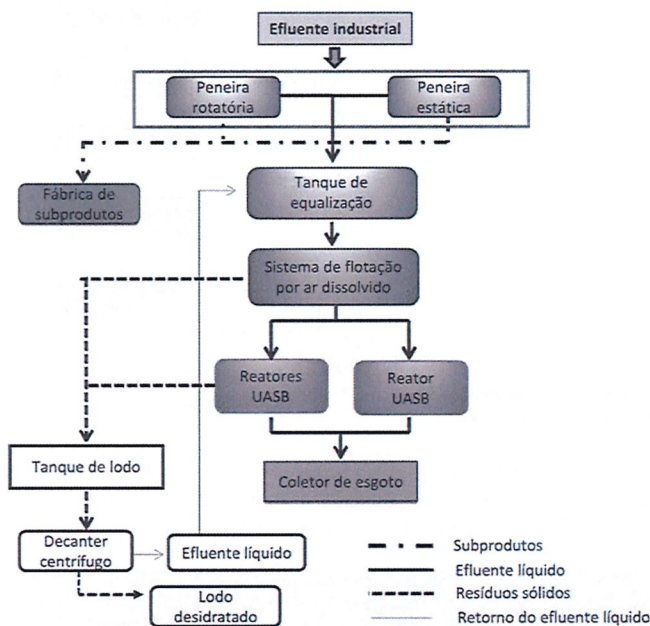 Efluente industrial
Peneira
rotatória
Peneira
estática
Fábrica de
subprodutos
Tanque de
equalização
Sistema de flotação
por ar dissolvido
Reatores
UASB
Reator
UASB
Tanque de lodo
Coletor de esgoto
Decanter
centrífugo
Efluente líquido
Lodo
desidratado
Subprodutos
Efluente líquido
Resíduos sólidos
Retorno do efluente líquido